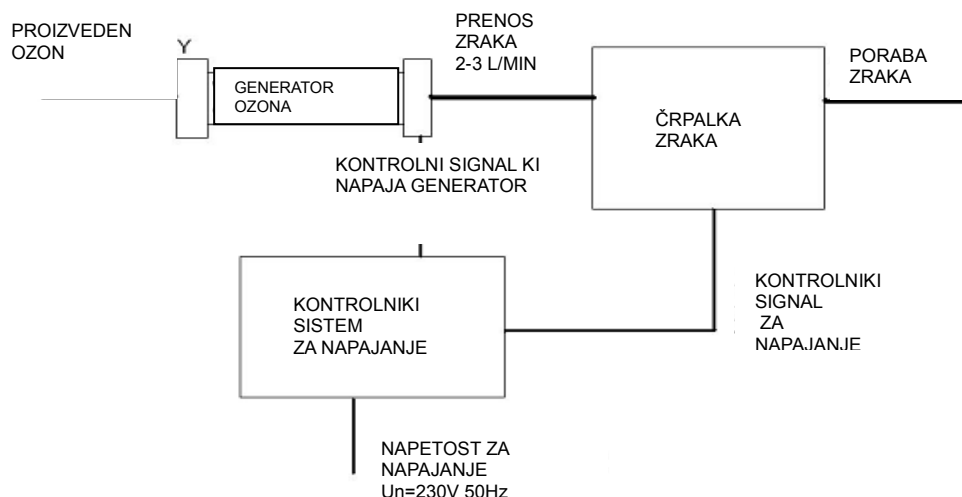 PROIZVEDEN
OZON
Y
GENERATOR
OZONA
PRENOS
ZRAKA
2-3 L/MIN
PORABA
ZRAKA
ČRPALKA
ZRAKA
KONTROLNI SIGNAL KI
NAPAJA GENERATOR
KONTROLNIKI
SISTEM
ZA NAPAJANJE
KONTROLNIKI
SIGNAL
ZA
NAPAJANJE
NAPETOST ZA
NAPAJANJE
Un=230V 50Hz